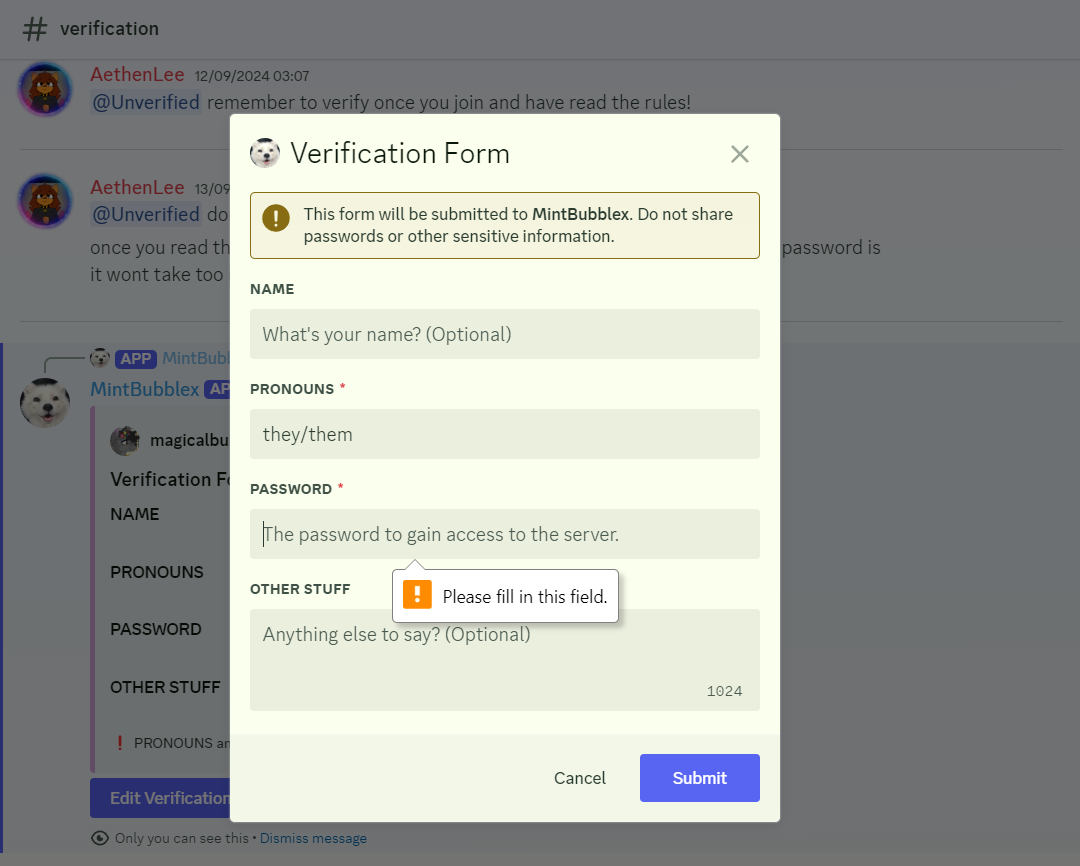 verification
AethenLee 12/09/2024 03:07
@Unverified remember to verify once you join and have read the rules!
AethenLee 13/09
@Unverified do
once you read th
password is
it wont take too
APP MintBubl
MintBubblex AP
magicalbu
Verification Fo
NAME
PRONOUNS
PASSWORD
OTHER STUFF
PRONOUNS an
Edit Verification
Only you can see this • Dismiss message
Verification Form
This form will be submitted to MintBubblex. Do not share
passwords or other sensitive information.
NAME
What's your name? (Optional)
PRONOUNS *
they/them
PASSWORD *
The password to gain access to the server.
Please fill in this field.
OTHER STUFF
Anything else to say? (Optional)
1024
Cancel
Submit